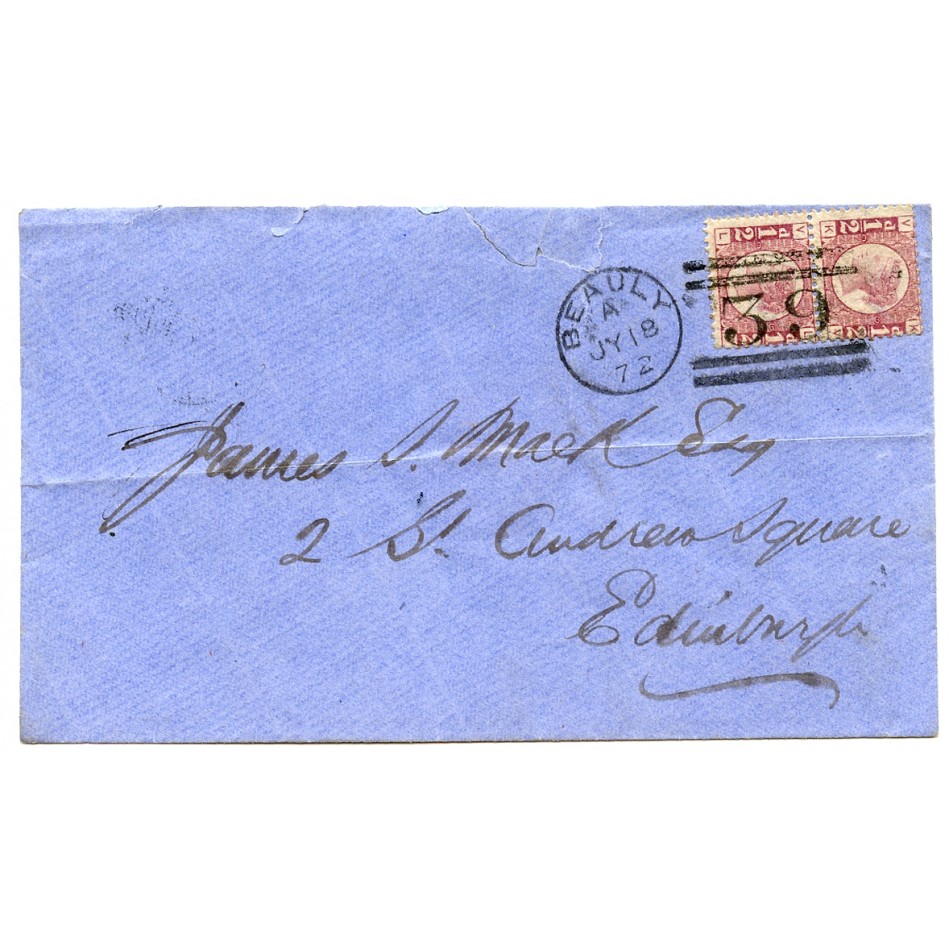 BEAULY
A
JY 18
72
39
James S. Mack Esq
2 St. Andrew Square
Edinburgh